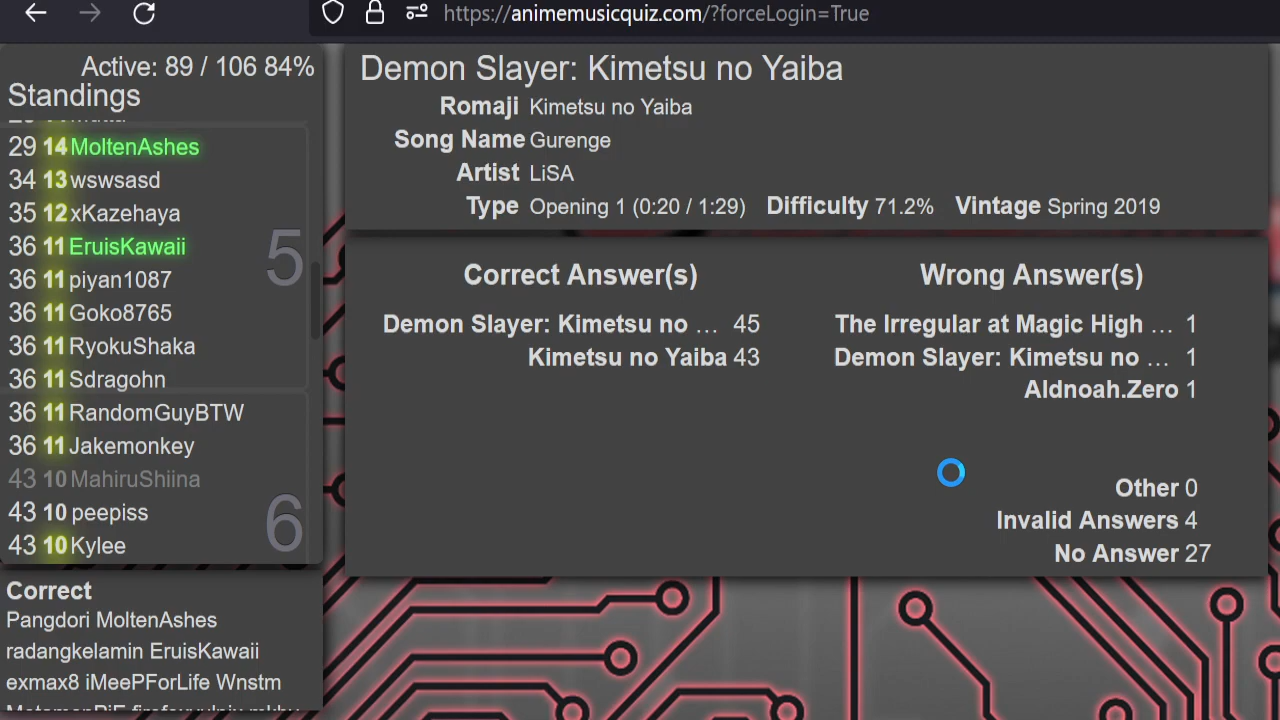 https://animemusicquiz.com/?forceLogin=True
Active: 89 / 106 84%
Standings
29 14 MoltenAshes
34 13 wswsasd
35 12 xKazehaya
36 11 EruisKawaii
5
36 11 piyan1087
36 11 Goko8765
36 11 RyokuShaka
36 11 Sdragohn
36 11 RandomGuyBTW
36 11 Jakemonkey
43 10 MahiruShiina
43 10 peepiss
6
43 10 Kylee
Correct
Pangdori MoltenAshes
radangkelamin EruisKawaii
exmax8 iMeePForLife Wnstm
Demon Slayer: Kimetsu no Yaiba
Romaji Kimetsu no Yaiba
Song Name Gurenge
Artist LiSA
Type Opening 1 (0:20 / 1:29) Difficulty 71.2% Vintage Spring 2019
Correct Answer(s)
Demon Slayer: Kimetsu no ... 45
Kimetsu no Yaiba 43
Wrong Answer(s)
The Irregular at Magic High ... 1
Demon Slayer: Kimetsu no ... 1
Aldnoah.Zero 1
Other 0
Invalid Answers 4
No Answer 27